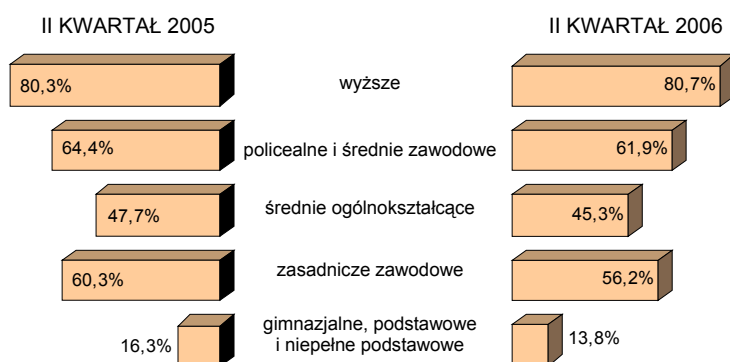 II KWARTAŁ 2005
II KWARTAŁ 2006
80,3%
wyższe
80,7%
64,4%
policealne i średnie zawodowe
61,9%
47,7%
średnie ogólnokształcące
45,3%
60,3%
zasadnicze zawodowe
56,2%
16,3%
gimnazjalne, podstawowe
i niepełne podstawowe
13,8%